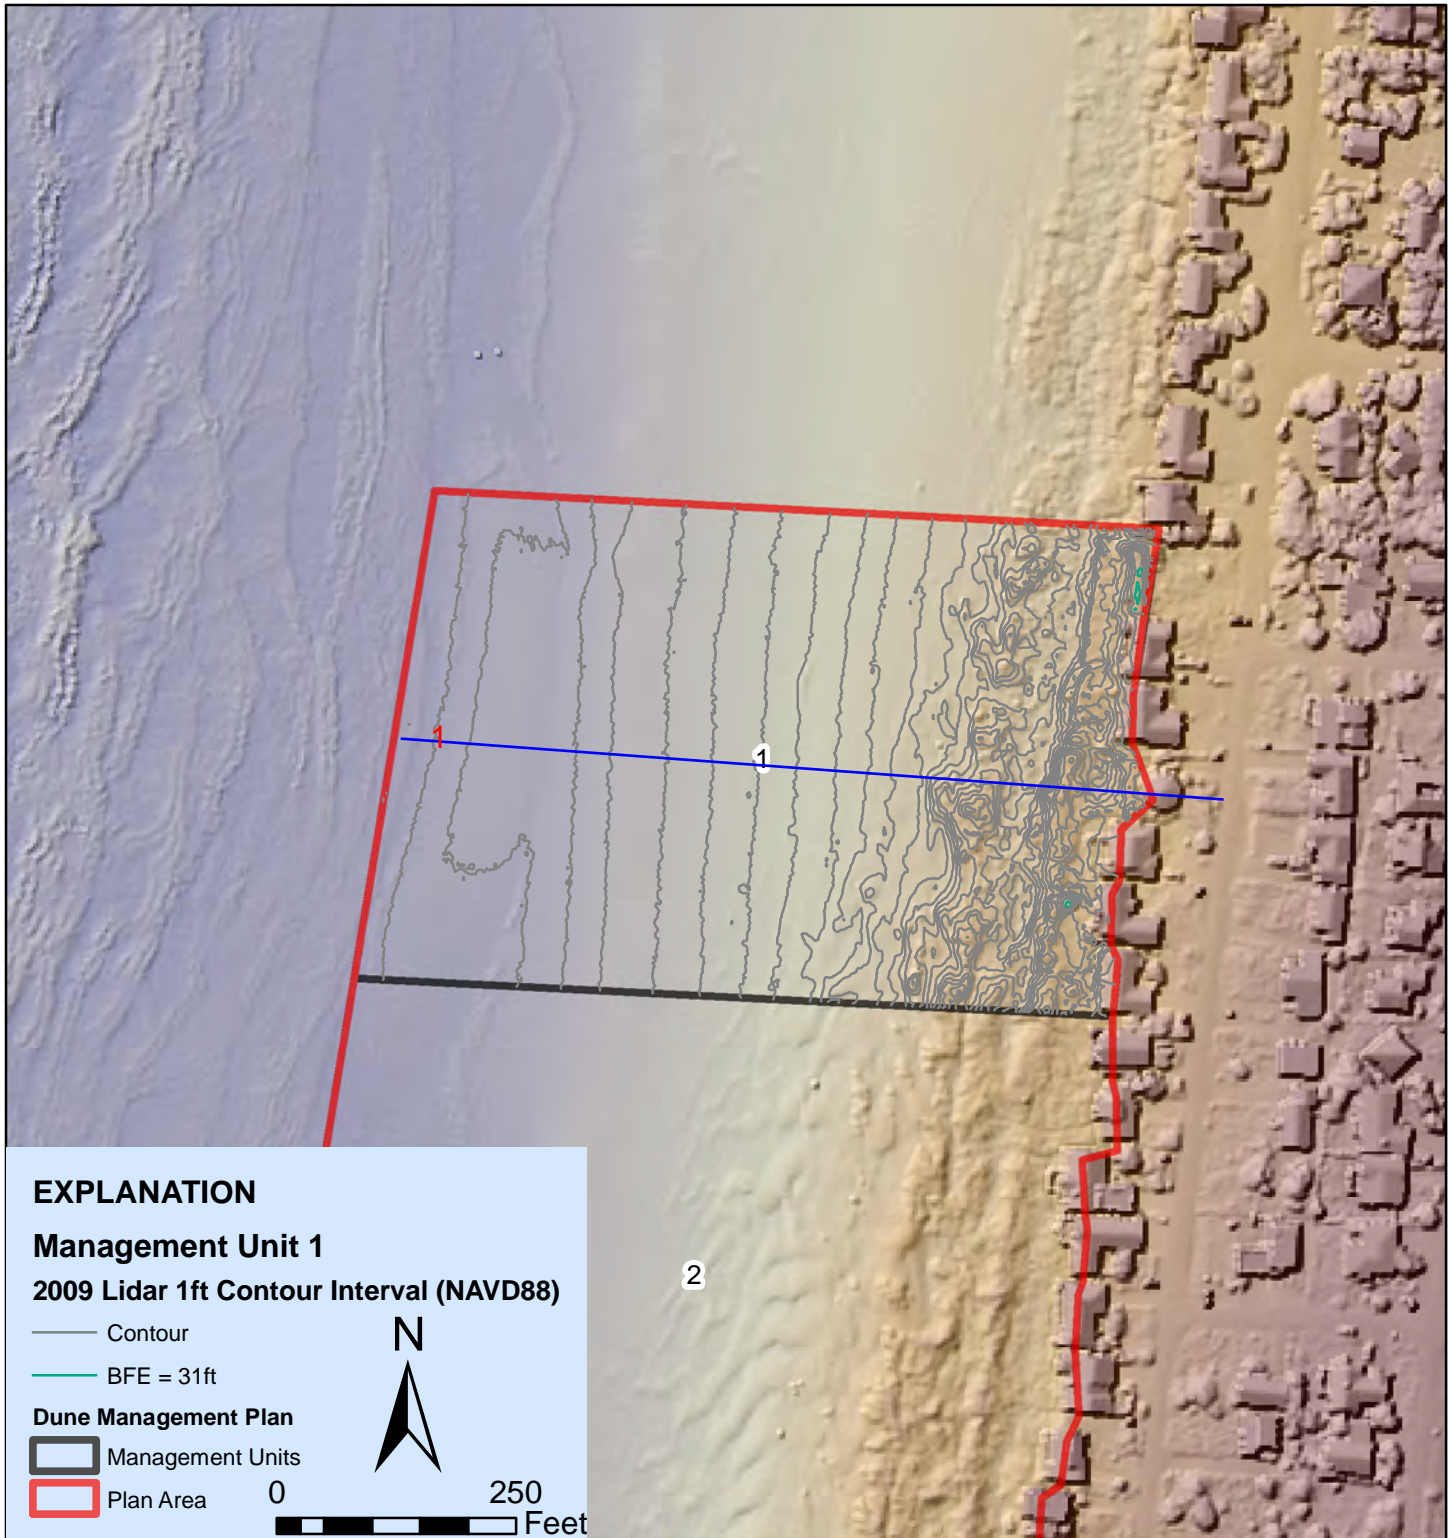 1
1
2
EXPLANATION
Management Unit 1
2009 Lidar 1ft Contour Interval (NAVD88)
Contour
N
BFE = 31ft
Dune Management Plan
Management Units
Plan Area
0 250
Feet